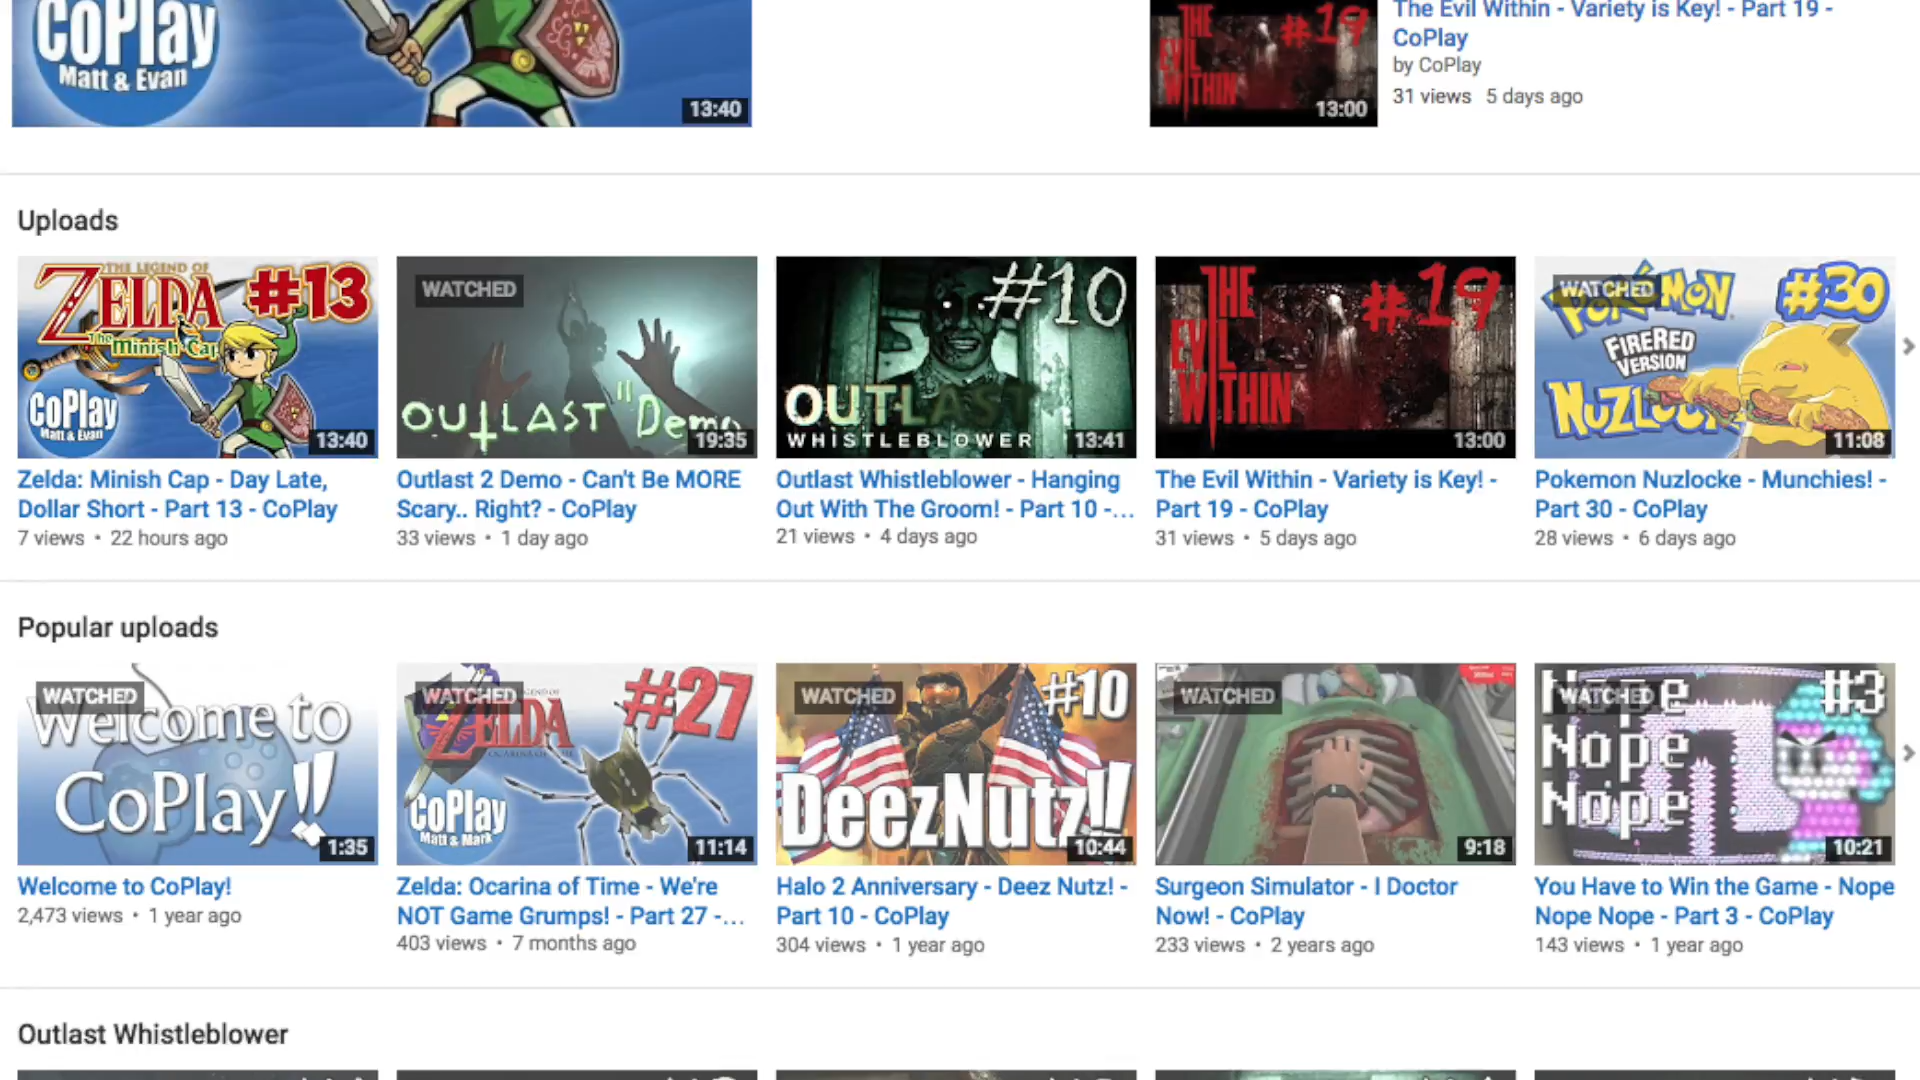 CoPlay
Matt & Evan
13:40
THE
EVIL
WITHIN
#19
13:00
The Evil Within - Variety is Key! - Part 19 -
CoPlay
by CoPlay
31 views 5 days ago
Uploads
THE LEGEND OF
ZELDA
The Minish Cap
#13
CoPlay
Matt & Evan
13:40
WATCHED
OUTLAST "Demo
19:35
#10
OUTLAST
WHISTLEBLOWER
13:41
THE
EVIL
WITHIN
#19
13:00
WATCHED
POKéMON
#30
FIRERED
VERSION
11:08
Zelda: Minish Cap - Day Late,
Dollar Short - Part 13 - CoPlay
7 views • 22 hours ago
Outlast 2 Demo - Can't Be MORE
Scary.. Right? - CoPlay
33 views • 1 day ago
Outlast Whistleblower - Hanging
Out With The Groom! - Part 10 -...
21 views • 4 days ago
The Evil Within - Variety is Key! -
Part 19 - CoPlay
31 views • 5 days ago
Pokemon Nuzlocke - Munchies! -
Part 30 - CoPlay
28 views • 6 days ago
Popular uploads
WATCHED
Welcome to
CoPlay!!
1:35
WATCHED
ZELDA
OCARINA OF TIME
#27
CoPlay
Matt & Mark
11:14
WATCHED
#10
DeezNutz!!
10:44
WATCHED
9:18
WATCHED
Nope
Nope
Nope
#3
10:21
Welcome to CoPlay!
2,473 views • 1 year ago
Zelda: Ocarina of Time - We're
NOT Game Grumps! - Part 27 -...
403 views • 7 months ago
Halo 2 Anniversary - Deez Nutz! -
Part 10 - CoPlay
304 views • 1 year ago
Surgeon Simulator - I Doctor
Now! - CoPlay
233 views • 2 years ago
You Have to Win the Game - Nope
Nope Nope - Part 3 - CoPlay
143 views • 1 year ago
Outlast Whistleblower